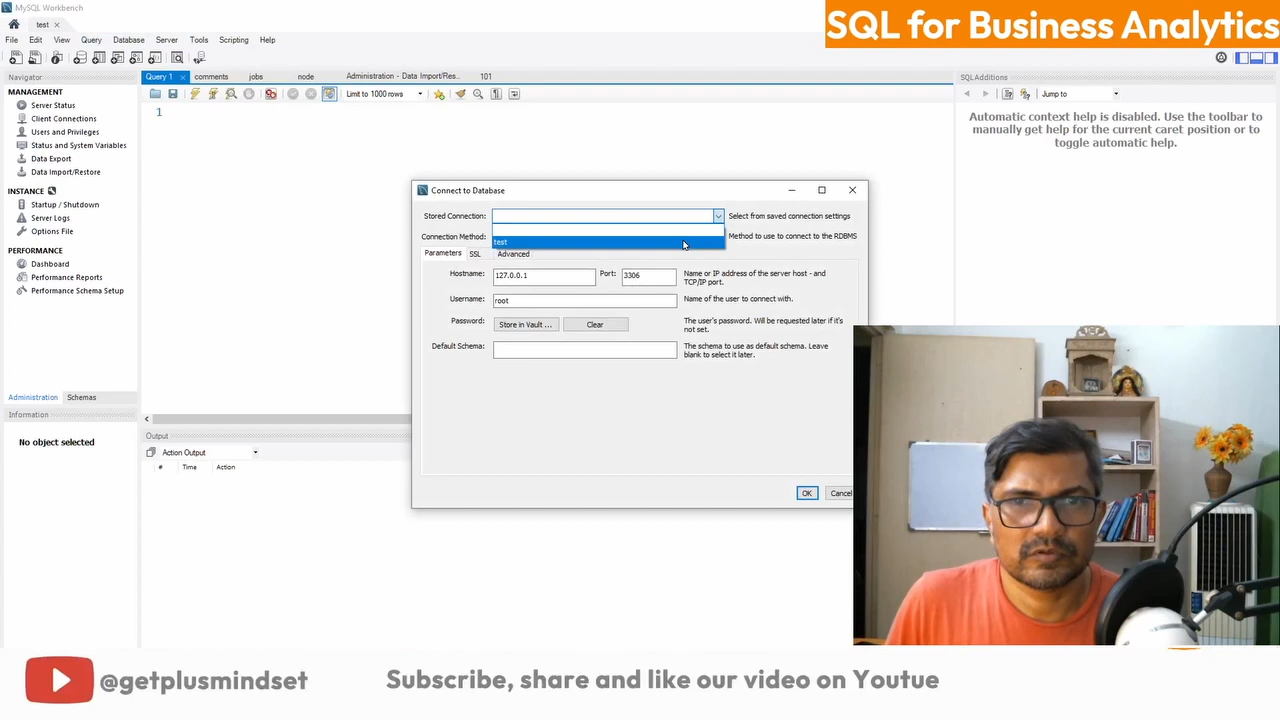 MySQL Workbench
SQL for Business Analytics
test
File Edit View Query Database Server Tools Scripting Help
Navigator
MANAGEMENT
Server Status
Client Connections
Users and Privileges
Status and System Variables
Data Export
Data Import/Restore
INSTANCE
Startup / Shutdown
Server Logs
Options File
PERFORMANCE
Dashboard
Performance Reports
Performance Schema Setup
Administration Schemas
Information
No object selected
Query 1 comments jobs node Administration - Data Import/Res... 101
Limit to 1000 rows
1
Output
Action Output
# Time Action
SQLAdditions
Jump to
Automatic context help is disabled. Use the toolbar to
manually get help for the current caret position or to
toggle automatic help.
Connect to Database
Stored Connection: Select from saved connection settings
Connection Method: test Method to use to connect to the RDBMS
Parameters SSL Advanced
Hostname: 127.0.0.1 Port: 3306 Name or IP address of the server host - and
TCP/IP port.
Username: root Name of the user to connect with.
Password: Store in Vault ... Clear The user's password. Will be requested later if it's
not set.
Default Schema: The schema to use as default schema. Leave
blank to select it later.
OK Cancel
@getplusmindset Subscribe, share and like our video on Youtue